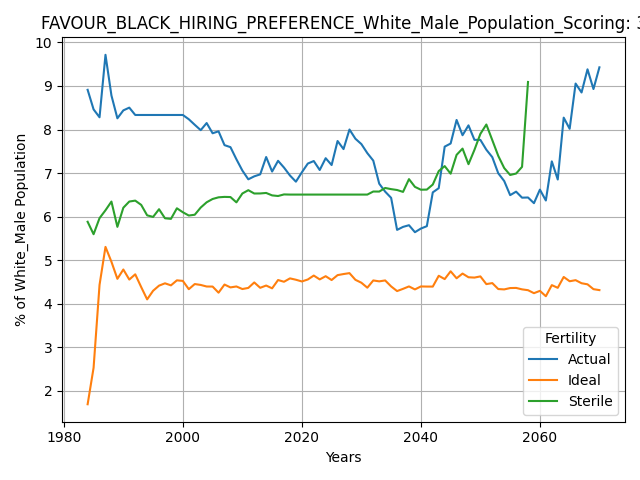 FAVOUR_BLACK_HIRING_PREFERENCE_White_Male_Population_Scoring:
% of White_Male Population
10
9
8
7
6
5
4
3
2
1980
2000
2020
2040
2060
Years
Fertility
Actual
Ideal
Sterile